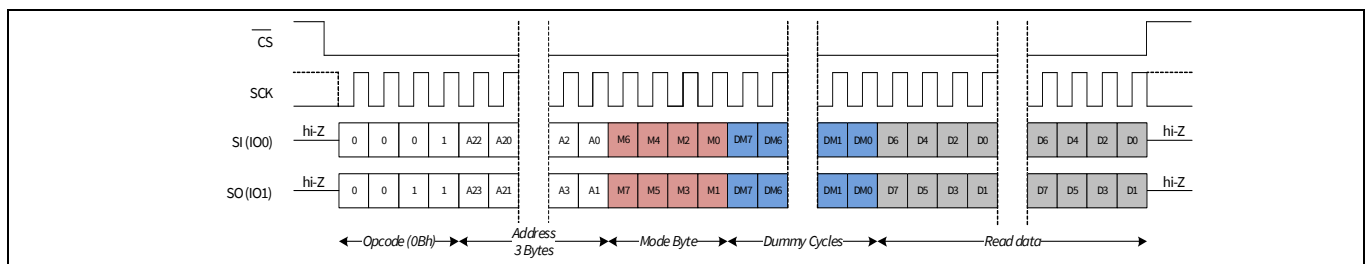 CS
SCK
SI (IO0) hi-Z 0 0 0 1 A22 A20 A2 A0 M6 M4 M2 M0 DM7 DM6 DM1 DM0 D6 D4 D2 D0 D6 D4 D2 D0 hi-Z
SO (IO1) hi-Z 0 0 1 1 A23 A21 A3 A1 M7 M5 M3 M1 DM7 DM6 DM1 DM0 D7 D5 D3 D1 D7 D5 D3 D1 hi-Z
Opcode (0Bh) Address Mode Byte Dummy Cycles Read data
3 Bytes